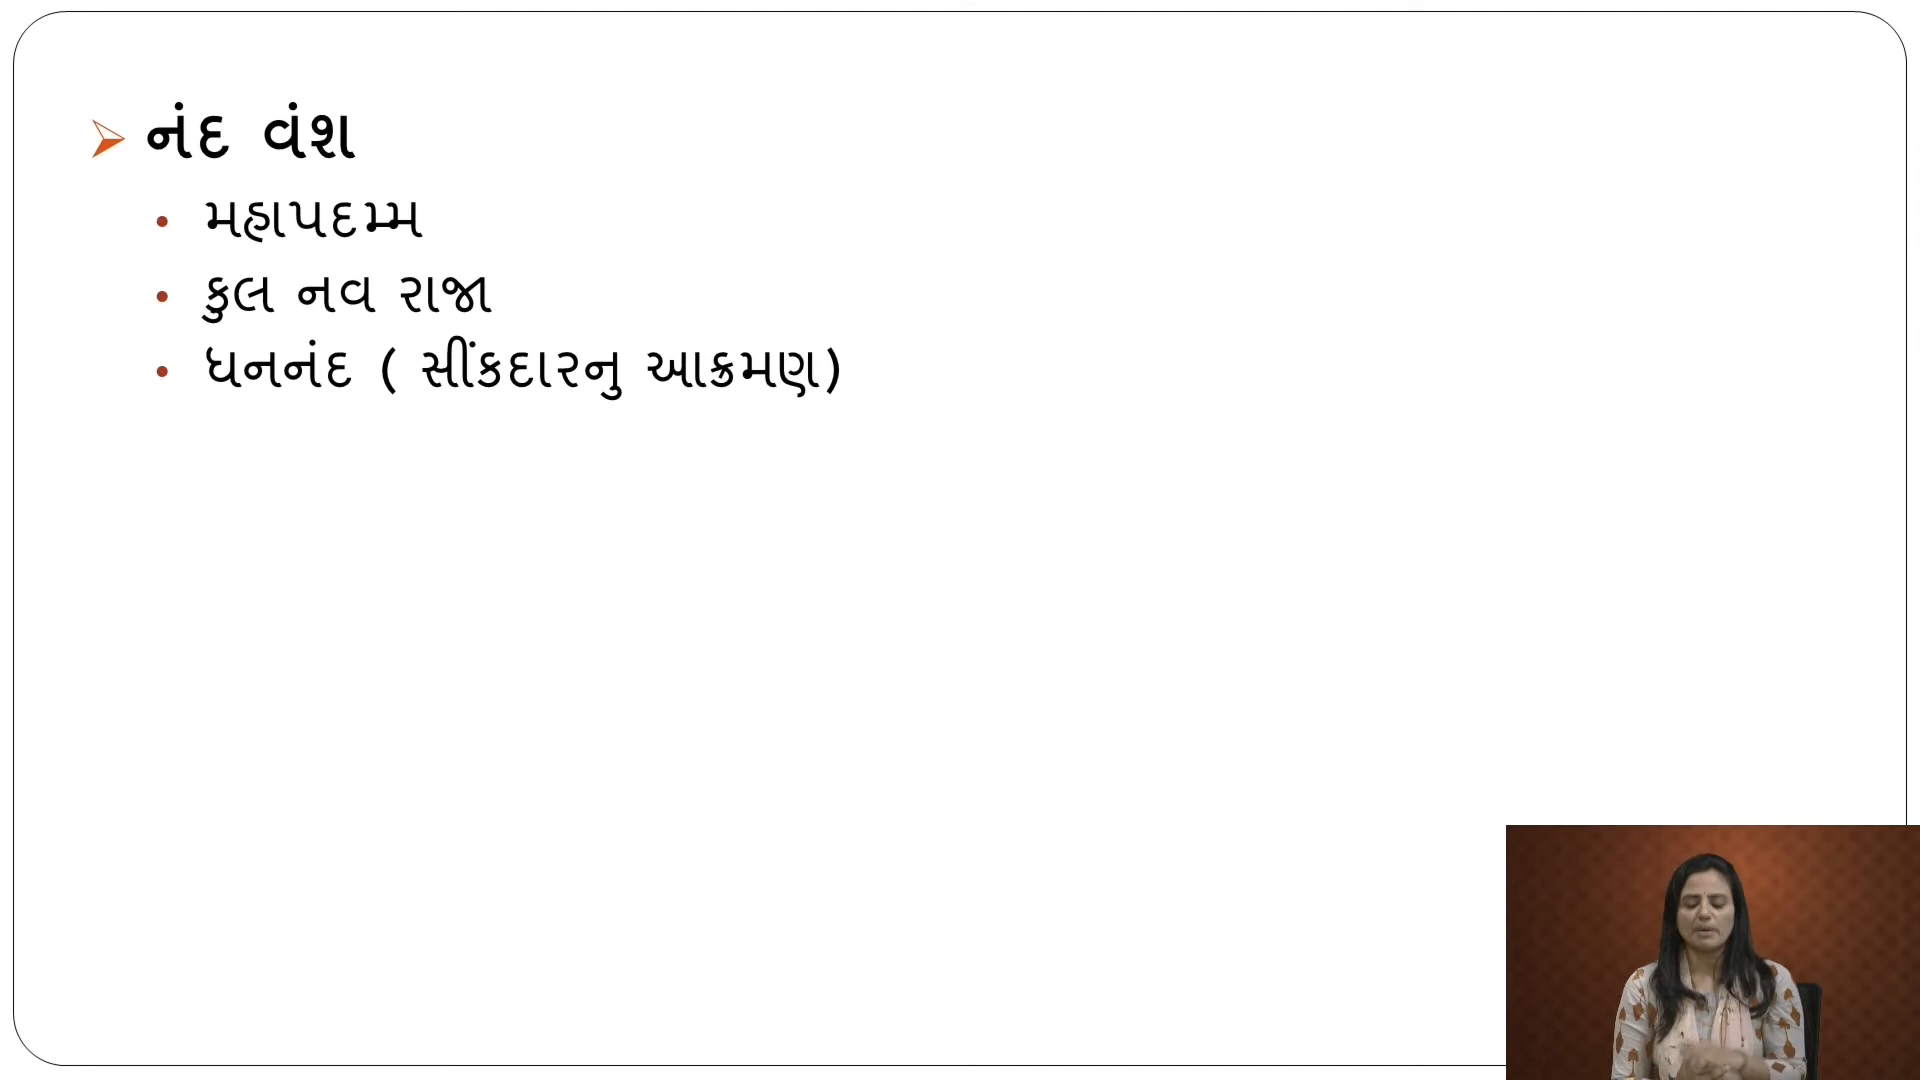 નંદ વંશ
મહાપદમ્મ
કુલ નવ રાજા
ધનનંદ ( સીંકદારનુ આક્રમણ)